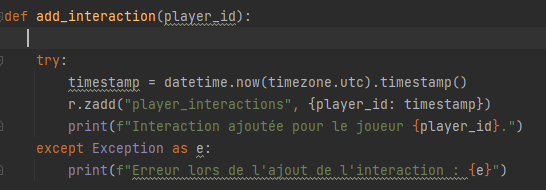 def add_interaction(player_id):
try:
timestamp = datetime.now(timezone.utc).timestamp()
r.zadd("player_interactions", {player_id: timestamp})
print(f"Interaction ajoutée pour le joueur {player_id}.")
except Exception as e:
print(f"Erreur lors de l'ajout de l'interaction : {e}")